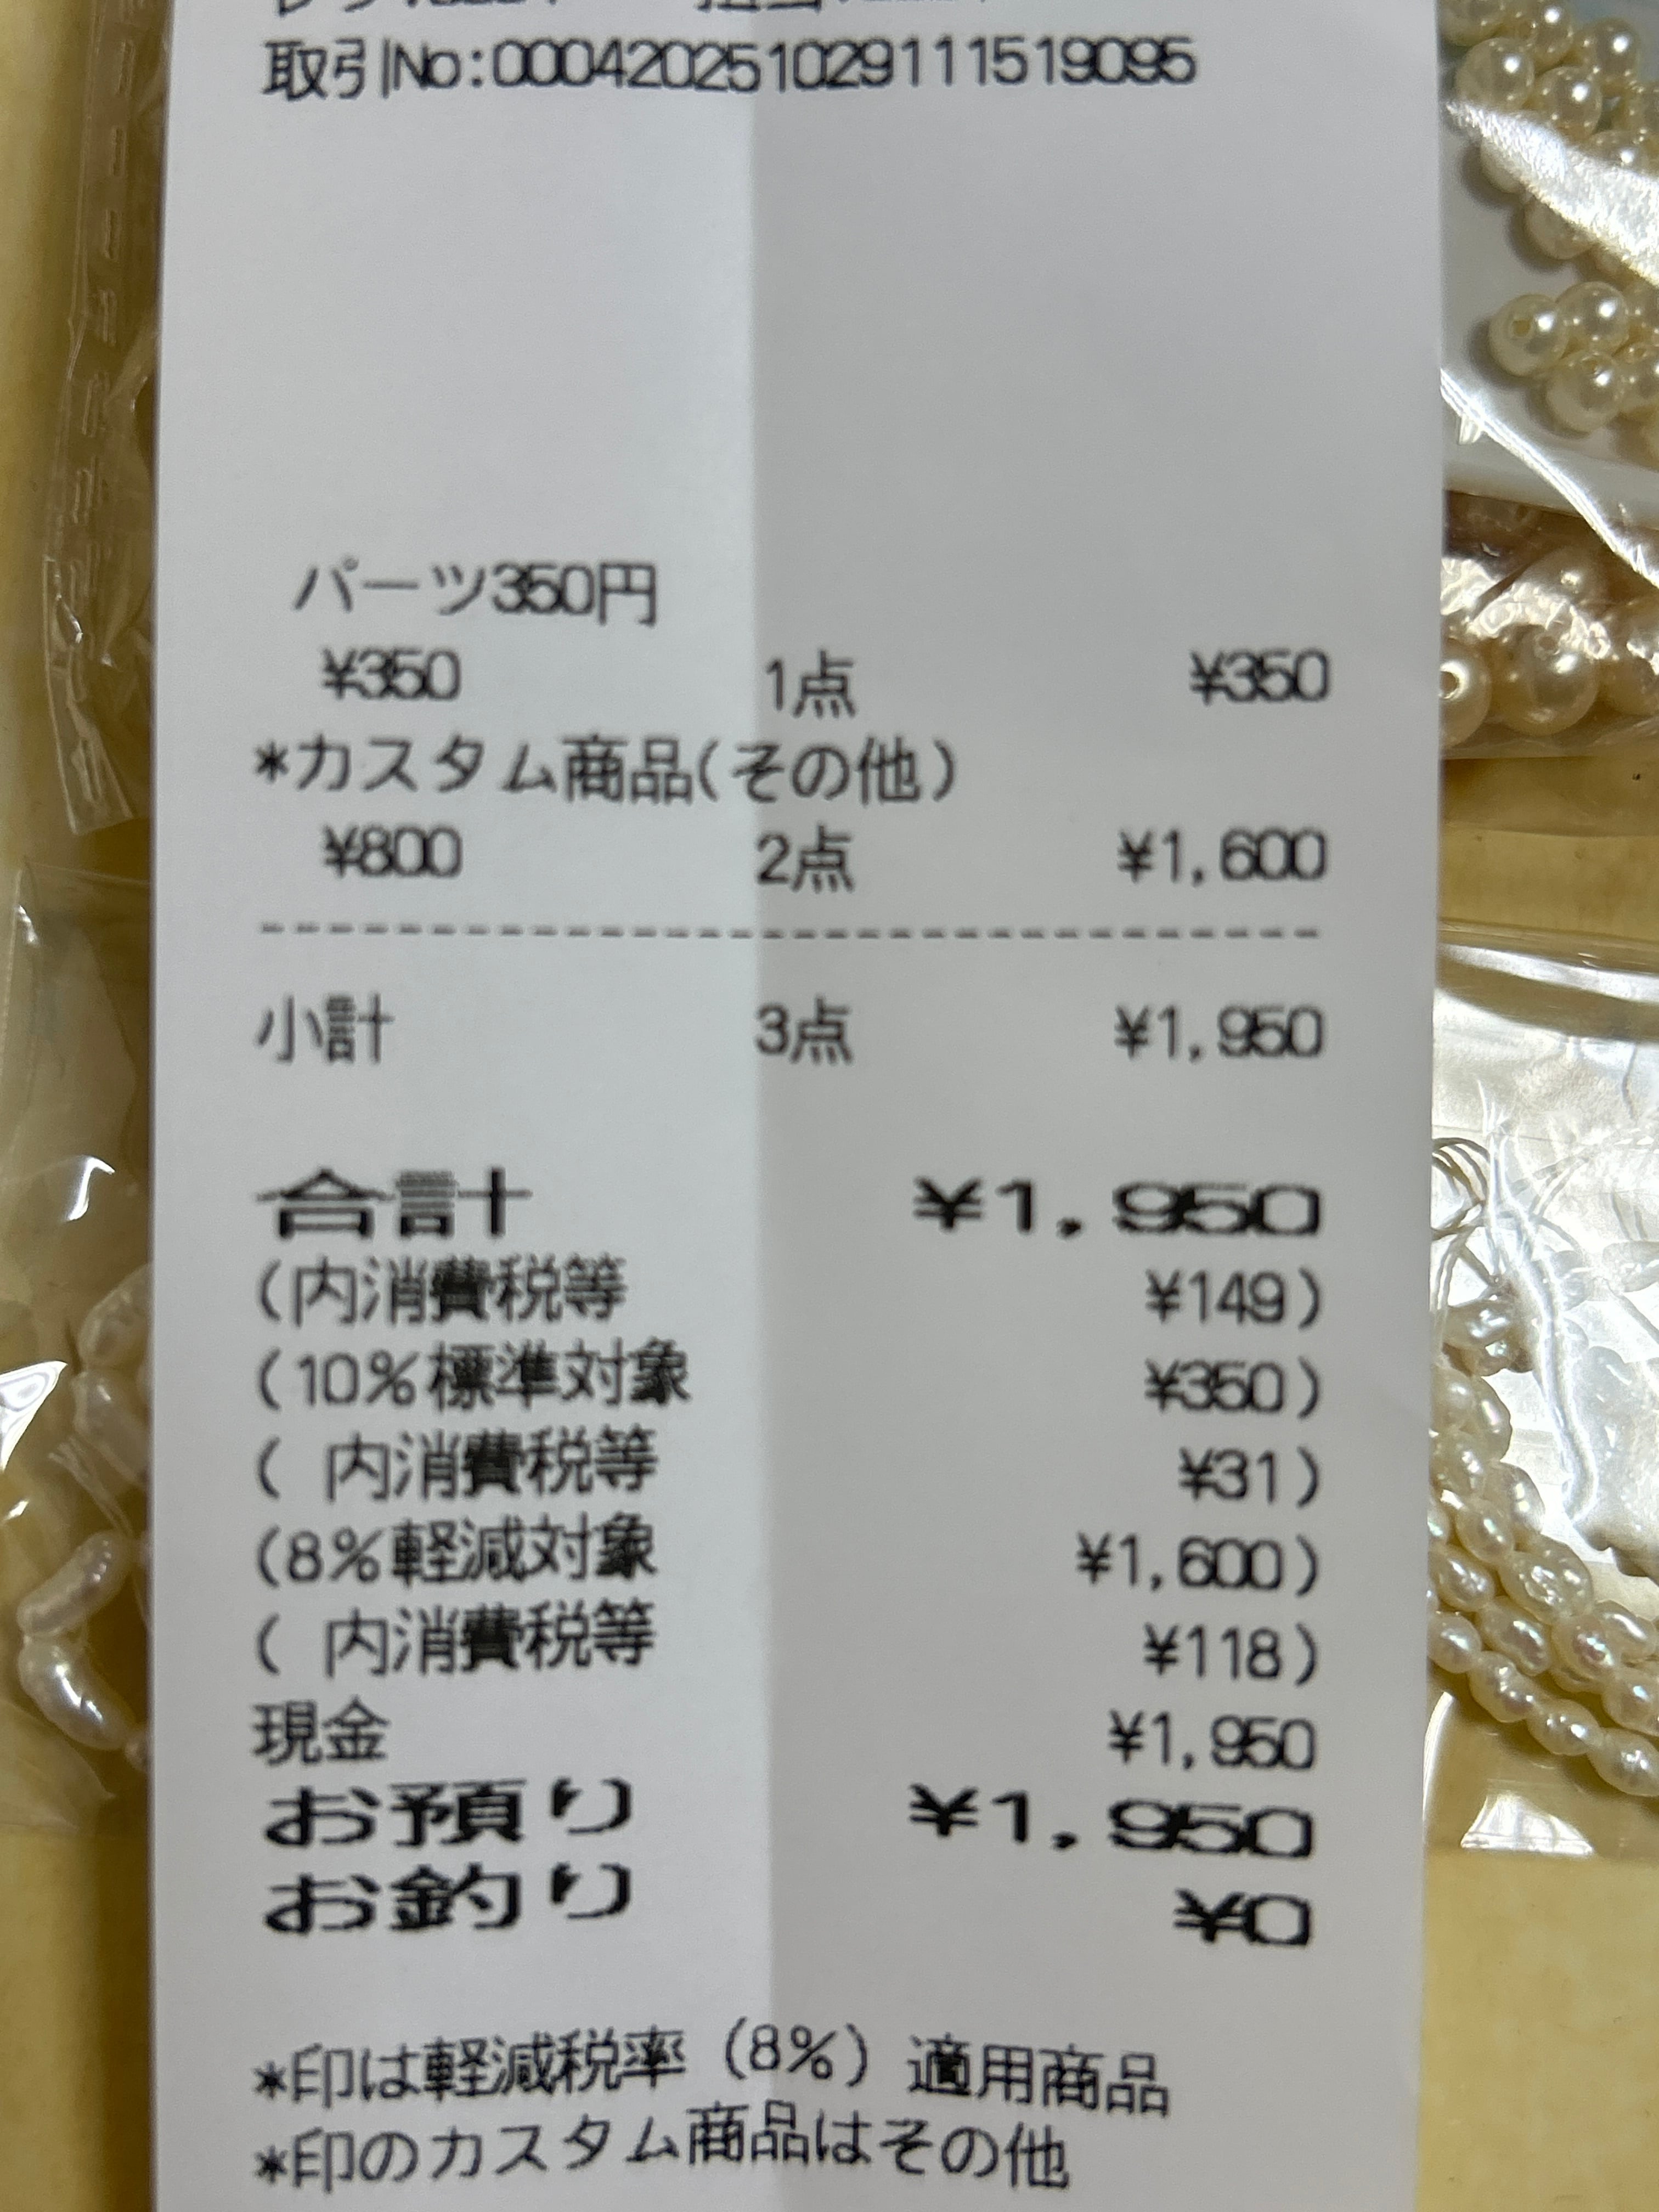 取引No:000420251029111519095
パーツ350円
¥350 1点 ¥350
*カスタム商品(その他)
¥800 2点 ¥1,600
--------------------------------
小計 3点 ¥1,950
合計 ¥1,950
(内消費税等 ¥149)
(10%標準対象 ¥350)
( 内消費税等 ¥31)
(8%軽減対象 ¥1,600)
( 内消費税等 ¥118)
現金 ¥1,950
お預り ¥1,950
お釣り ¥0
*印は軽減税率(8%)適用商品
*印のカスタム商品はその他